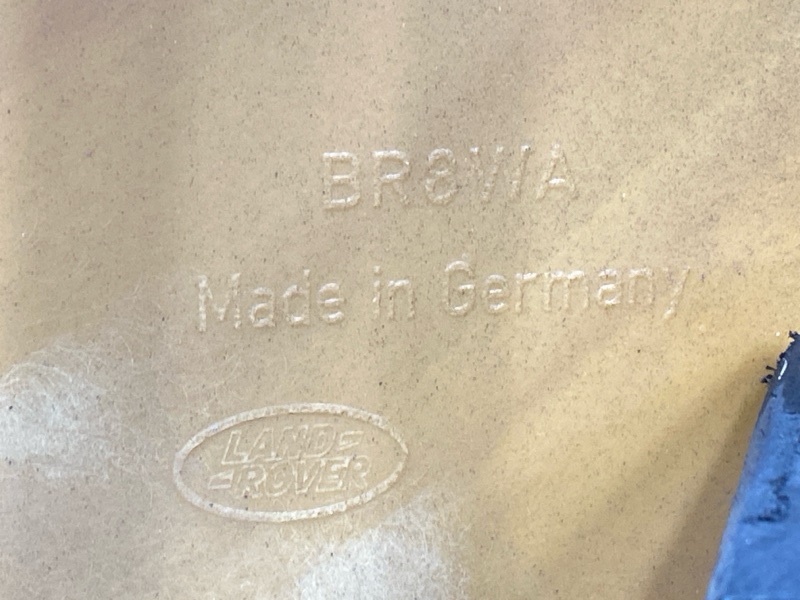 BR8WA
Made in Germany
LAND-
-ROVER